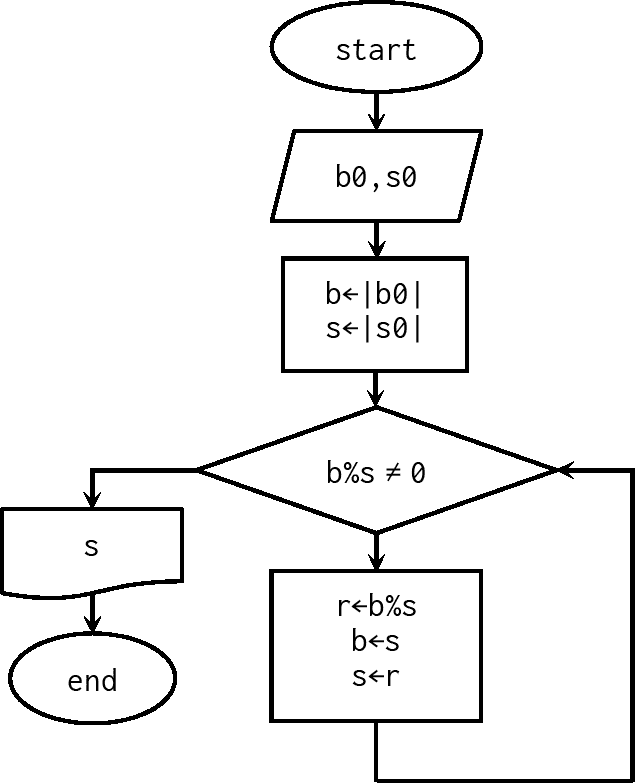 start
b0,s0
b←|b0|
s←|s0|
b%s ≠ 0
s
r←b%s
b←s
s←r
end